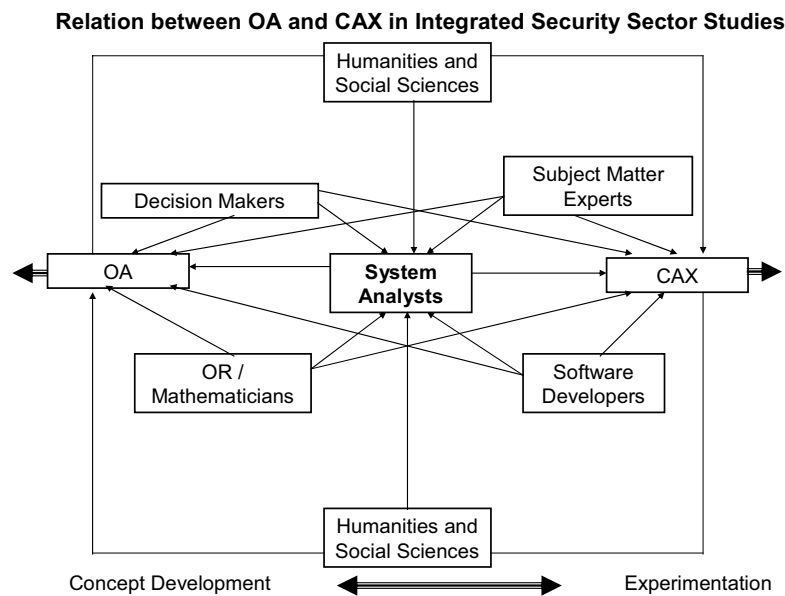 Relation between OA and CAX in Integrated Security Sector Studies
Humanities and
Social Sciences
Decision Makers
Subject Matter
Experts
OA
System
Analysts
CAX
OR /
Mathematicians
Software
Developers
Humanities and
Social Sciences
Concept Development
Experimentation